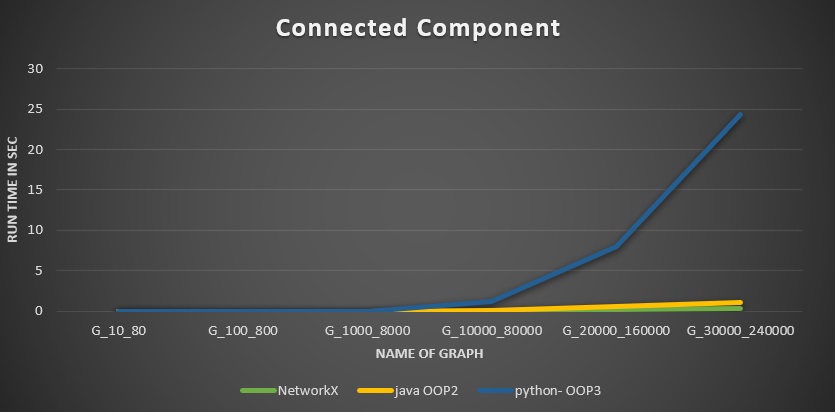 Connected Component
30
25
20
15
10
5
0
RUN TIME IN SEC
G_10_80 G_100_800 G_1000_8000 G_10000_80000 G_20000_160000 G_30000_240000
NAME OF GRAPH
NetworkX java OOP2 python- OOP3